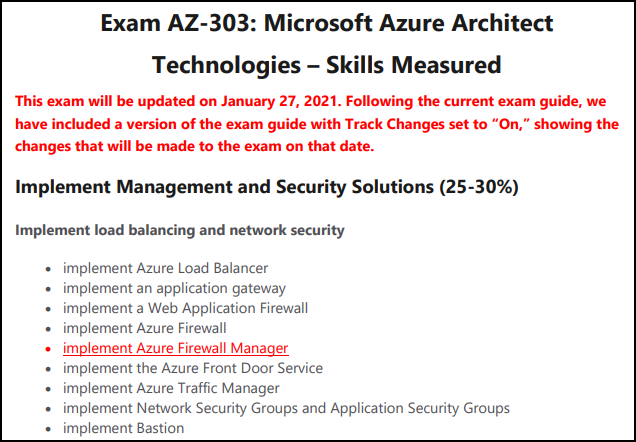 Exam AZ-303: Microsoft Azure Architect
Technologies – Skills Measured
This exam will be updated on January 27, 2021. Following the current exam guide, we
have included a version of the exam guide with Track Changes set to “On,” showing the
changes that will be made to the exam on that date.
Implement Management and Security Solutions (25-30%)
Implement load balancing and network security
• implement Azure Load Balancer
• implement an application gateway
• implement a Web Application Firewall
• implement Azure Firewall
• implement Azure Firewall Manager
• implement the Azure Front Door Service
• implement Azure Traffic Manager
• implement Network Security Groups and Application Security Groups
• implement Bastion